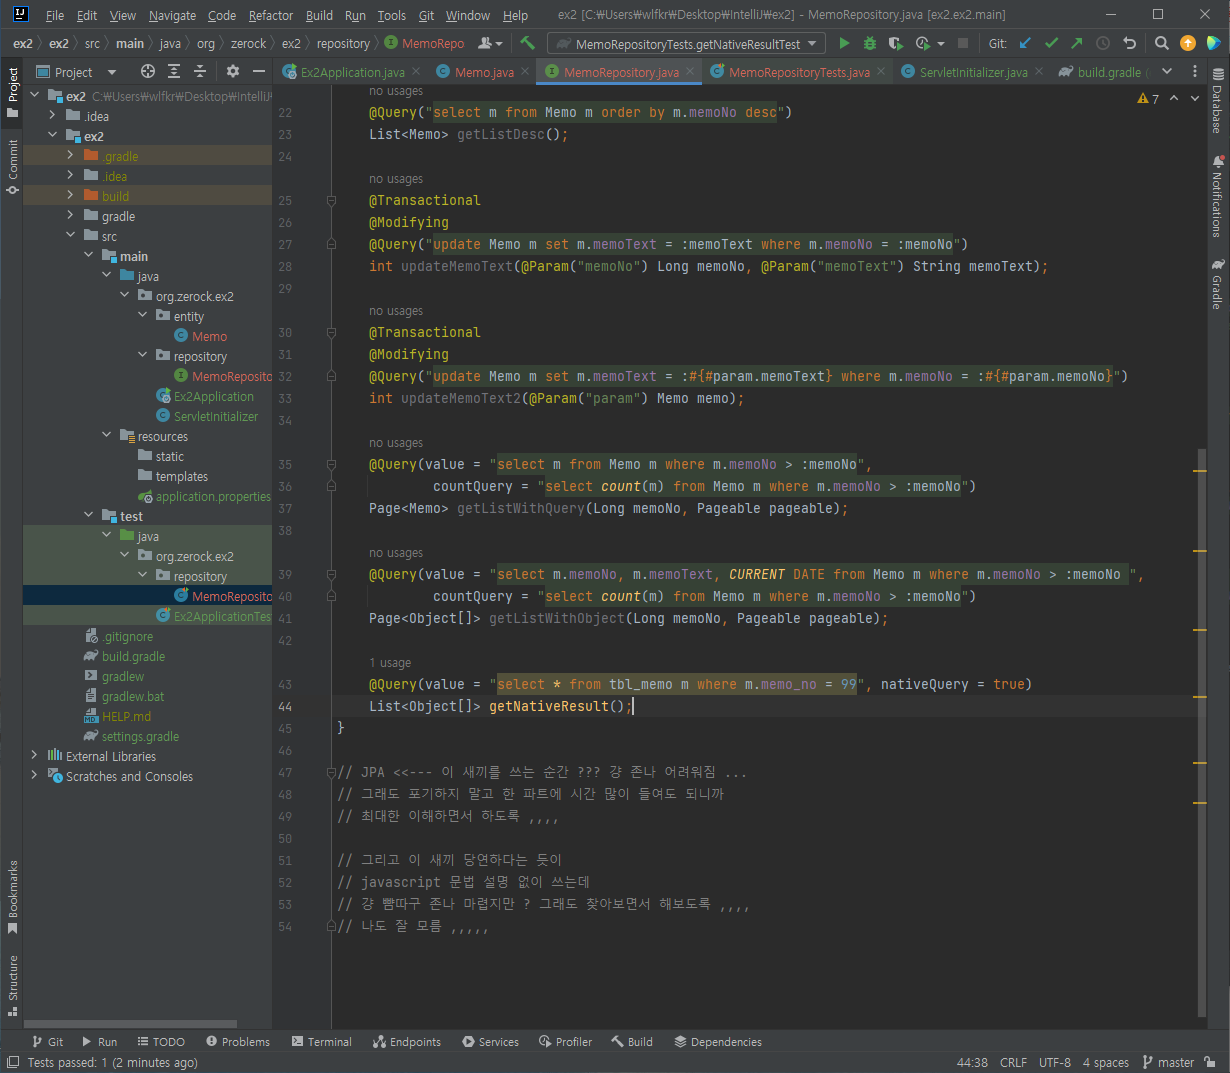 File Edit View Navigate Code Refactor Build Run Tools Git Window Help ex2 [C:₩Users₩wlfkr₩Desktop₩IntelliJ₩ex2] - MemoRepository.java [ex2.ex2.main]
ex2 ex2 src main java org zerock ex2 repository MemoRepo MemoRepositoryTests.getNativeResultTest Git:
Project Ex2Application.java Memo.java MemoRepository.java MemoRepositoryTests.java ServletInitializer.java build.gradle
Project
Commit
Bookmarks
Structure
ex2 C:₩Users₩wlfkr₩Desktop₩IntelliJ
.idea
ex2
.gradle
.idea
build
gradle
src
main
java
org.zerock.ex2
entity
Memo
repository
MemoReposito
Ex2Application
ServletInitializer
resources
static
templates
application.properties
test
java
org.zerock.ex2
repository
MemoReposito
Ex2ApplicationTes
.gitignore
build.gradle
gradlew
gradlew.bat
HELP.md
settings.gradle
External Libraries
Scratches and Consoles
7
no usages
22 @Query("select m from Memo m order by m.memoNo desc")
23 List<Memo> getListDesc();
24
no usages
25 @Transactional
26 @Modifying
27 @Query("update Memo m set m.memoText = :memoText where m.memoNo = :memoNo")
28 int updateMemoText(@Param("memoNo") Long memoNo, @Param("memoText") String memoText);
29
no usages
30 @Transactional
31 @Modifying
32 @Query("update Memo m set m.memoText = :#{#param.memoText} where m.memoNo = :#{#param.memoNo}")
33 int updateMemoText2(@Param("param") Memo memo);
34
no usages
35 @Query(value = "select m from Memo m where m.memoNo > :memoNo",
36 countQuery = "select count(m) from Memo m where m.memoNo > :memoNo")
37 Page<Memo> getListWithQuery(Long memoNo, Pageable pageable);
38
no usages
39 @Query(value = "select m.memoNo, m.memoText, CURRENT DATE from Memo m where m.memoNo > :memoNo ",
40 countQuery = "select count(m) from Memo m where m.memoNo > :memoNo")
41 Page<Object[]> getListWithObject(Long memoNo, Pageable pageable);
42
1 usage
43 @Query(value = "select * from tbl_memo m where m.memo_no = 99", nativeQuery = true)
44 List<Object[]> getNativeResult();
45 }
46
47 // JPA <<--- 이 새끼를 쓰는 순간 ??? 걍 존나 어려워짐 ...
48 // 그래도 포기하지 말고 한 파트에 시간 많이 들여도 되니까
49 // 최대한 이해하면서 하도록 ,,,,
50
51 // 그리고 이 새끼 당연하다는 듯이
52 // javascript 문법 설명 없이 쓰는데
53 // 걍 뺨따구 존나 마렵지만 ? 그래도 찾아보면서 해보도록 ,,,,
54 // 나도 잘 모름 ,,,,,
Database
Notifications
Gradle
Git Run TODO Problems Terminal Endpoints Services Profiler Build Dependencies
Tests passed: 1 (2 minutes ago) 44:38 CRLF UTF-8 4 spaces master